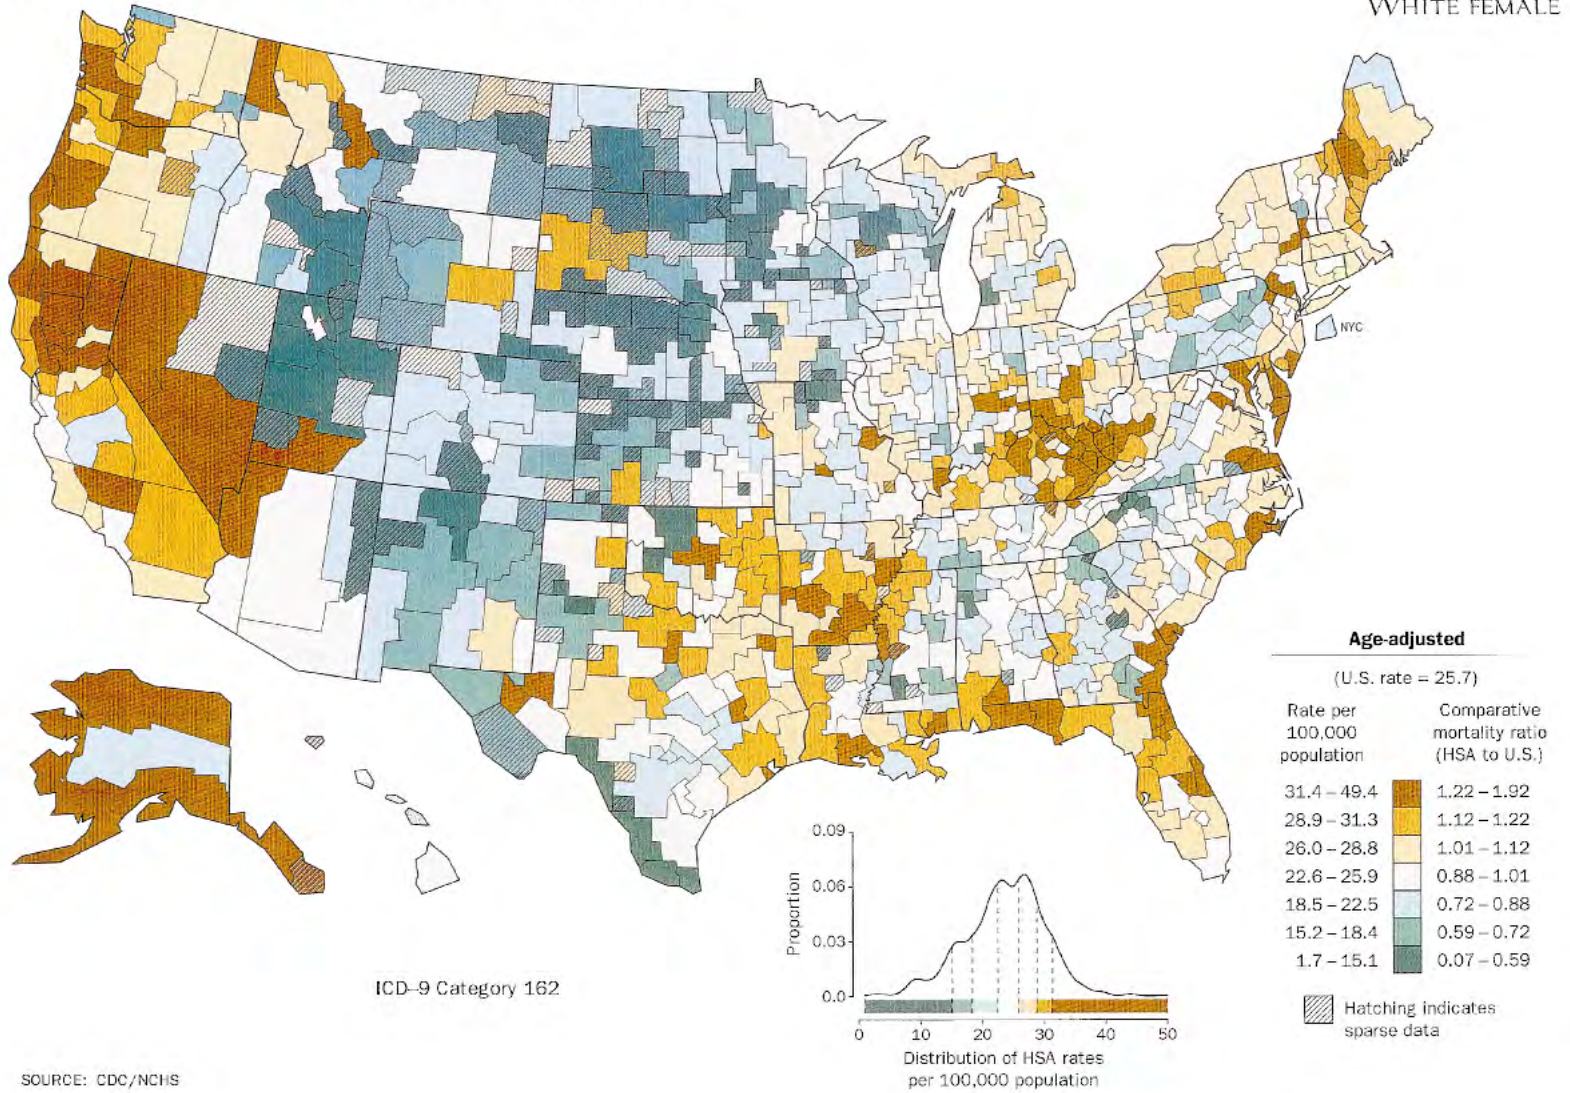 WHITE FEMALE
NYC
Age-adjusted
(U.S. rate = 25.7)
Rate per
100,000
population
Comparative
mortality ratio
(HSA to U.S.)
31.4 – 49.4 1.22 – 1.92
28.9 – 31.3 1.12 – 1.22
26.0 – 28.8 1.01 – 1.12
22.6 – 25.9 0.88 – 1.01
18.5 – 22.5 0.72 – 0.88
15.2 – 18.4 0.59 – 0.72
1.7 – 15.1 0.07 – 0.59
Hatching indicates
sparse data
0.09
0.06
0.03
0.0
Proportion
0 10 20 30 40 50
Distribution of HSA rates
per 100,000 population
ICD–9 Category 162
SOURCE: CDC/NCHS